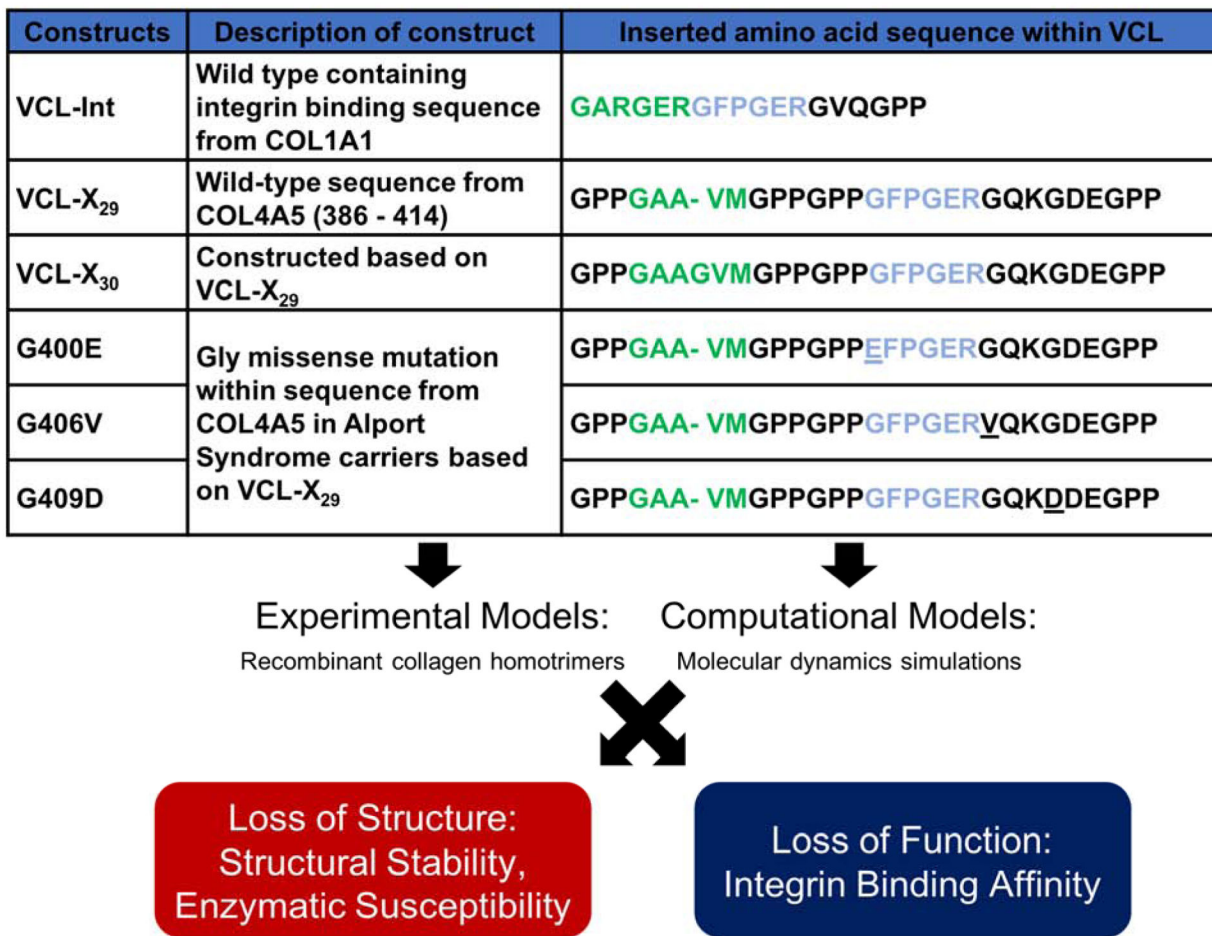 Constructs Description of construct Inserted amino acid sequence within VCL
VCL-Int
Wild type containing
integrin binding sequence
from COL1A1
GARGERGFPGERGVQGPP
VCL-X29
Wild-type sequence from
COL4A5 (386 - 414)
GPPGAA- VMGPPGPPGFPGERGQKGDEGPP
VCL-X30
Constructed based on
VCL-X29
GPPGAAGVMGPPGPPGFPGERGQKGDEGPP
G400E
Gly missense mutation
within sequence from
COL4A5 in Alport
Syndrome carriers based
on VCL-X29
GPPGAA- VMGPPGPPEFPGERGQKGDEGPP
G406V
GPPGAA- VMGPPGPPGFPGERVQKGDEGPP
G409D
GPPGAA- VMGPPGPPGFPGERGQKDDEGPP
Experimental Models:
Recombinant collagen homotrimers
Computational Models:
Molecular dynamics simulations
Loss of Structure:
Structural Stability,
Enzymatic Susceptibility
Loss of Function:
Integrin Binding Affinity